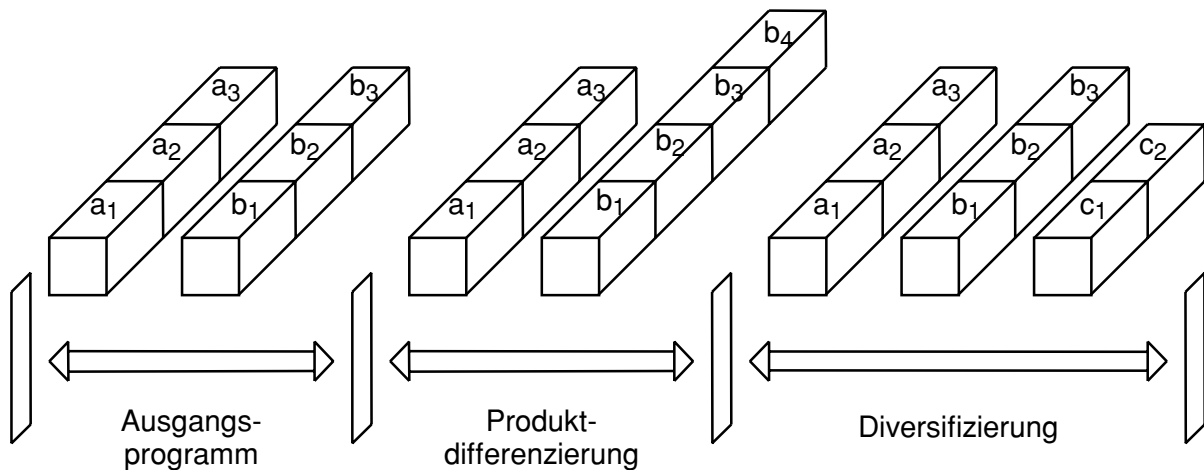 b₄
a₃ b₃ a₃ b₃ a₃ b₃
a₂ b₂ a₂ b₂ a₂ b₂ c₂
a₁ b₁ a₁ b₁ a₁ b₁ c₁
Ausgangs-
programm
Produkt-
differenzierung
Diversifizierung